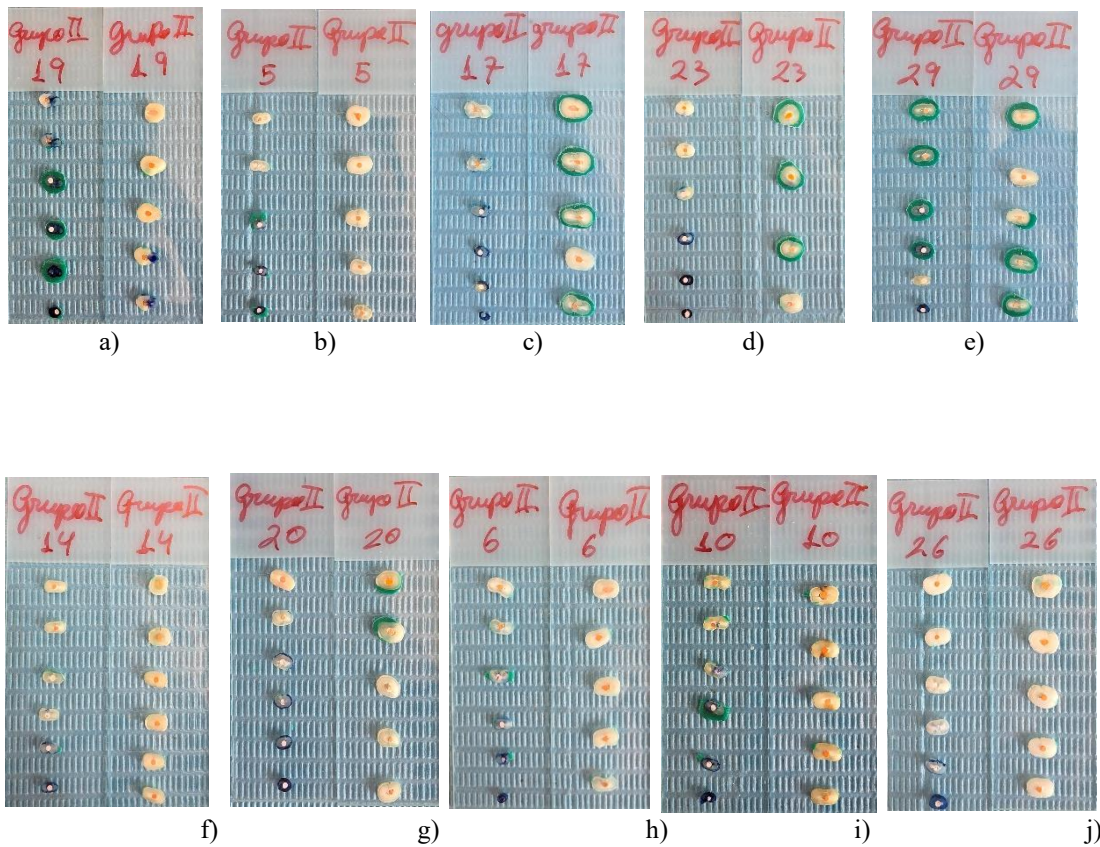 Grupo II Grupo II
19 19
Grupo II Grupo II
5 5
grupo II grupo II
17 17
Grupo II Grupo II
23 23
Grupo II Grupo II
29 29
a) b) c) d) e)
Grupo II Grupo II
14 14
Grupo II Grupo II
20 20
Grupo II Grupo II
6 6
Grupo II Grupo II
10 10
Grupo II Grupo II
26 26
f) g) h) i) j)